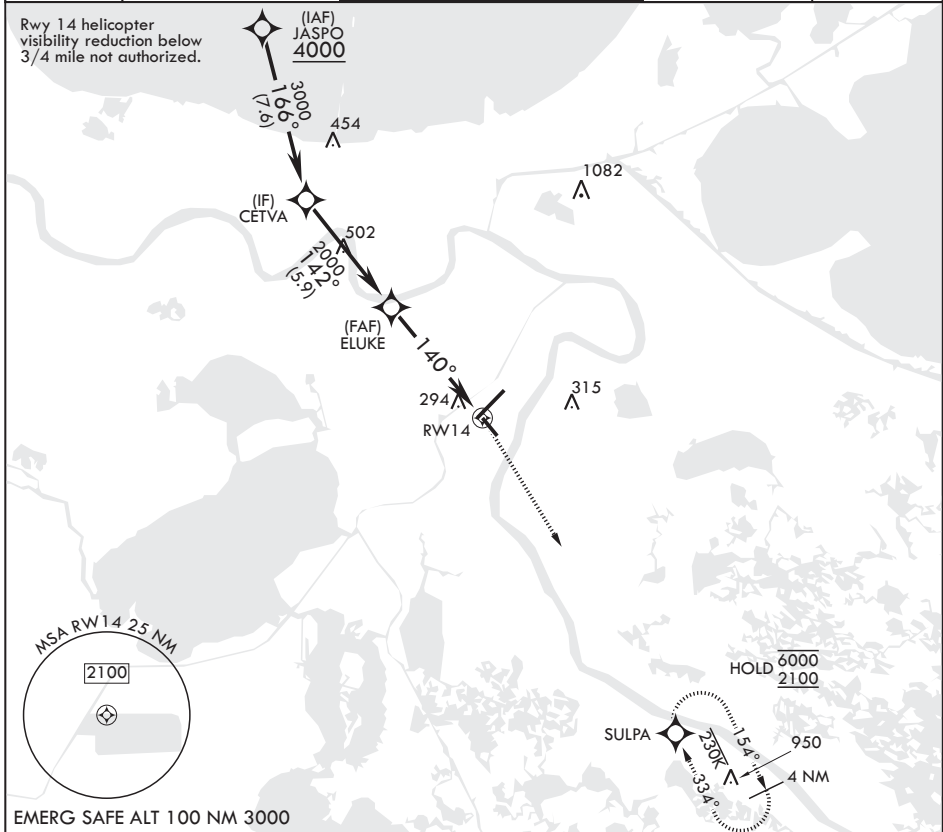 Rwy 14 helicopter
visibility reduction below
3/4 mile not authorized.
(IAF)
JASPO
4000
3000
166°
(7.6)
454
1082
(IF)
CETVA
502
2000
142°
(5.9)
(FAF)
ELUKE
140°
294
315
RW14
MSA RW14 25 NM
2100
HOLD 6000
2100
SULPA
230K
154°
950
4 NM
334°
EMERG SAFE ALT 100 NM 3000